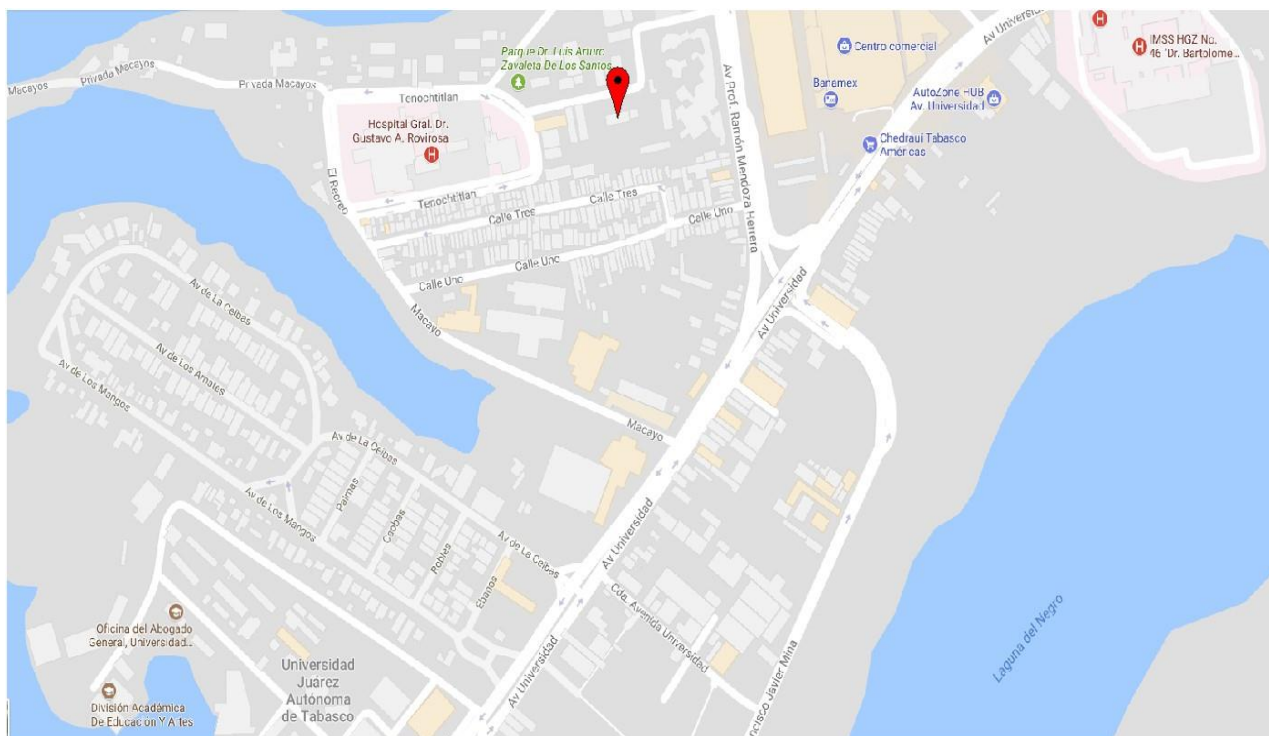 Av Universidad
IMSS HGZ No.
46 "Dr. Bartolome...
Centro comercial
Parque Dr. Luis Arturo
Zavaleta De Los Santos
Privada Macayos
Macayos
Privada Macayos
Tenochtitlan
Banamex
AutoZone HUB
Av. Universidad
Av Prof. Ramón Mendoza Herrera
Hospital Gral. Dr.
Gustavo A. Rovirosa
Chedraui Tabasco
Américas
El Recreo
Tenochtitlan
Calle Tres
Calle Tres
Calle Uno
Calle Uno
Calle Uno
Av de La Ceibas
Av Universidad
Macayo
Av de Los Amates
Av de Los Mangos
Macayo
Av de La Ceibas
Palmas
Caobas
Av de Los Mangos
Robles
Av Universidad
Av de La Ceibas
Ebanos
Cda. Avenida Universidad
Oficina del Abogado
General, Universidad...
Laguna del Negro
Universidad
Juárez
Autónoma
de Tabasco
Av Universidad
ncisco Javier Mina
División Académica
De Educación Y Artes